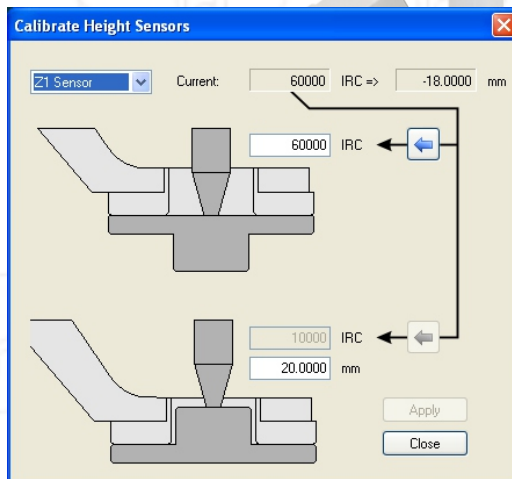 Calibrate Height Sensors
Z1 Sensor Current: 60000 IRC => -18.0000 mm
60000 IRC
10000 IRC
20.0000 mm
Apply
Close